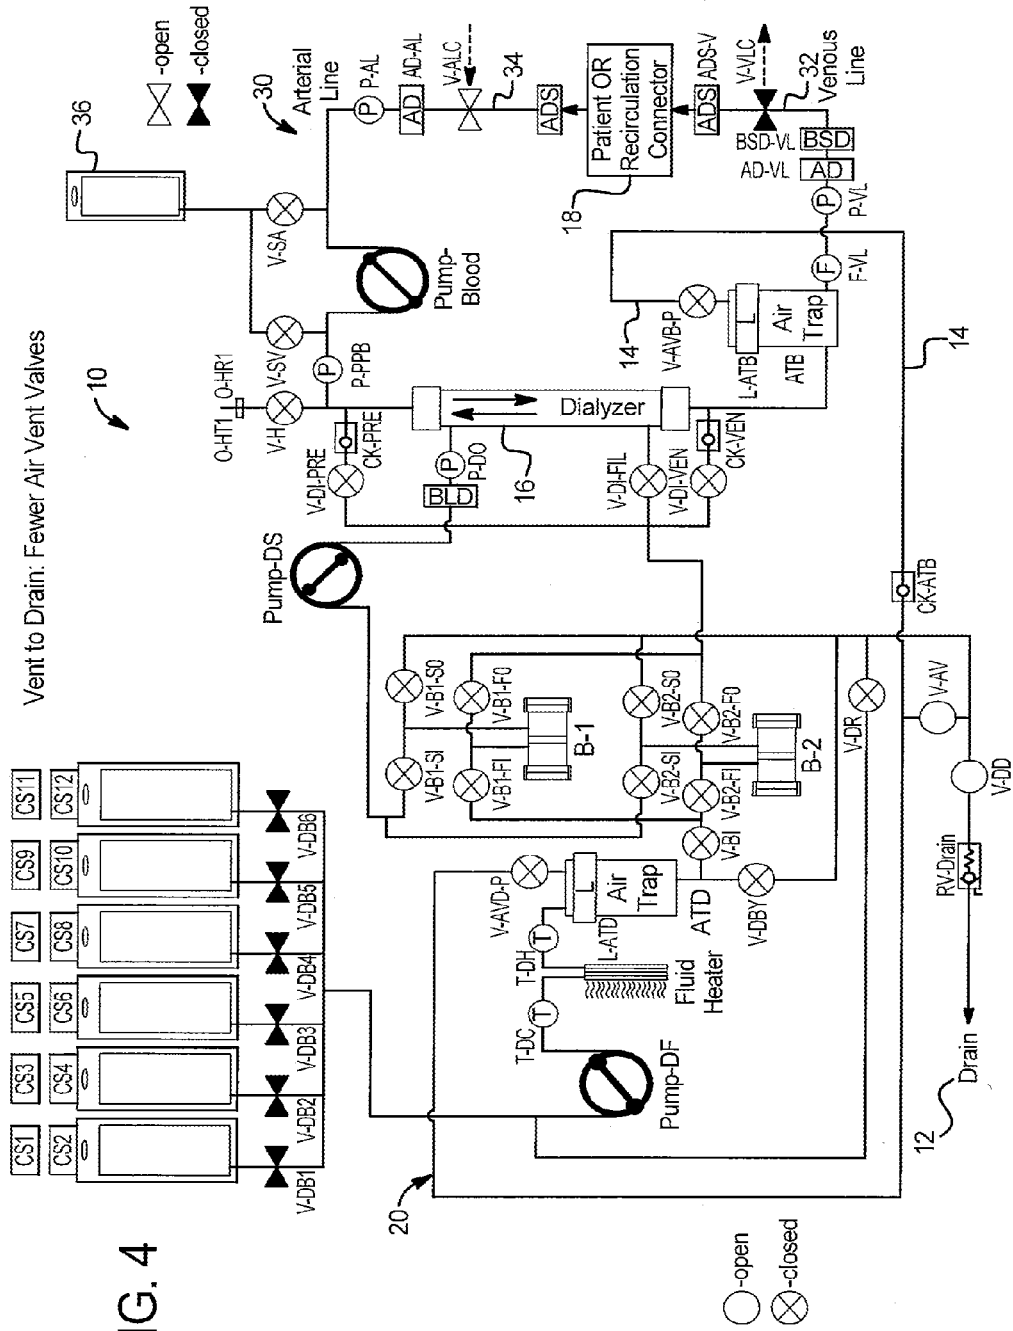 FIG. 4
Vent to Drain: Fewer Air Vent Valves
CS1
CS2
CS3
CS4
CS5
CS6
CS7
CS8
CS9
CS10
CS11
CS12
V-DB1
V-DB2
V-DB3
V-DB4
V-DB5
V-DB6
10
36
-open
-closed
30
Arterial
Line
P
P-AL
AD
AD-AL
V-ALC
34
ADS
Patient OR
Recirculation
Connector
18
ADS
ADS-V
V-VLC
32
Venous
Line
BSD-VL
BSD
AD-VL
AD
P
P-VL
F
F-VL
V-SA
V-SV
Pump-
Blood
O-HT1
O-HR1
V-H
P
P-PPB
V-DI-PRE
CK-PRE
BLD
P
P-DO
16
Dialyzer
V-DI-FIL
V-DI-VEN
CK-VEN
14
V-AVB-P
L-ATB
L
ATB
Air
Trap
14
Pump-DS
V-B1-SI
V-B1-S0
V-B1-FI
V-B1-F0
B-1
V-B2-SI
V-B2-S0
V-B2-FI
V-B2-F0
B-2
V-BI
V-DBY
V-DR
CK-ATB
V-AV
V-DD
RV-Drain
Drain
12
20
V-AVD-P
L
L-ATD
Air
Trap
ATD
T
T-DH
T
T-DC
Fluid
Heater
Pump-DF
-open
-closed